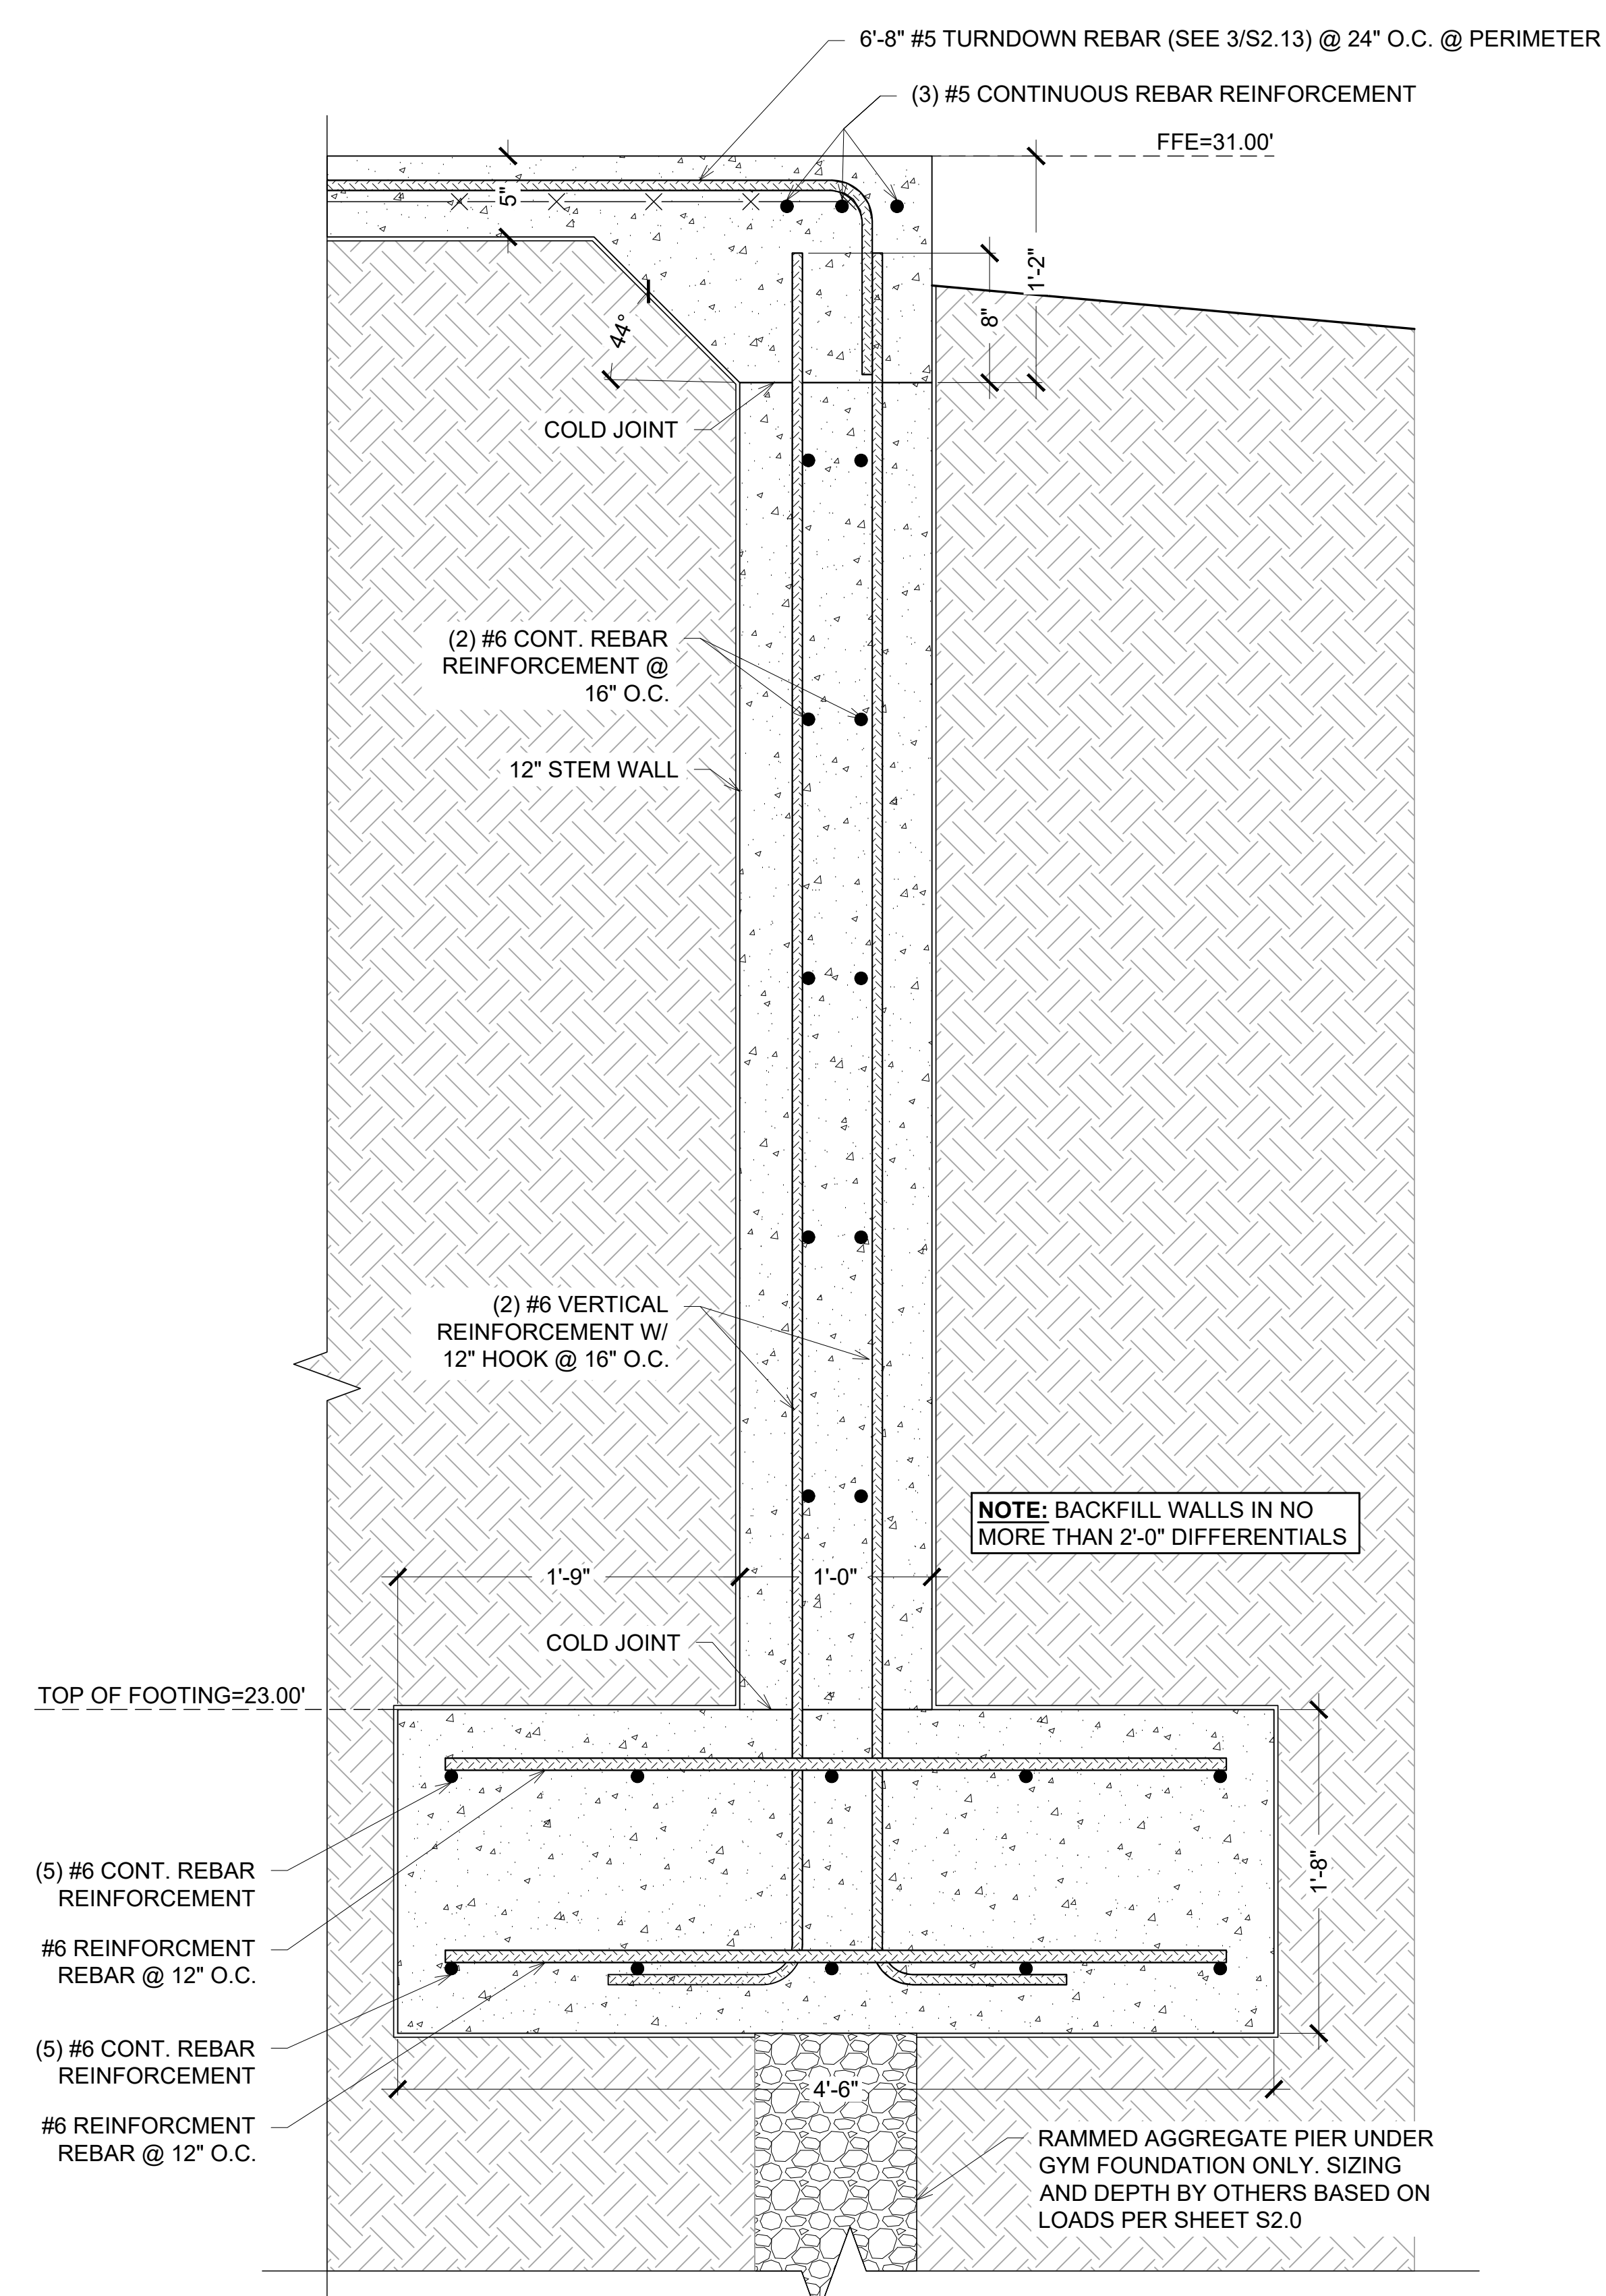 6'-8" #5 TURNDOWN REBAR (SEE 3/S2.13) @ 24" O.C. @ PERIMETER
(3) #5 CONTINUOUS REBAR REINFORCEMENT
FFE=31.00'
5"
1'-2"
8"
44°
COLD JOINT
(2) #6 CONT. REBAR
REINFORCEMENT @
16" O.C.
12" STEM WALL
(2) #6 VERTICAL
REINFORCEMENT W/
12" HOOK @ 16" O.C.
NOTE: BACKFILL WALLS IN NO
MORE THAN 2'-0" DIFFERENTIALS
1'-9"
1'-0"
COLD JOINT
TOP OF FOOTING=23.00'
(5) #6 CONT. REBAR
REINFORCEMENT
1'-8"
#6 REINFORCMENT
REBAR @ 12" O.C.
(5) #6 CONT. REBAR
REINFORCEMENT
4'-6"
#6 REINFORCMENT
REBAR @ 12" O.C.
RAMMED AGGREGATE PIER UNDER
GYM FOUNDATION ONLY. SIZING
AND DEPTH BY OTHERS BASED ON
LOADS PER SHEET S2.0